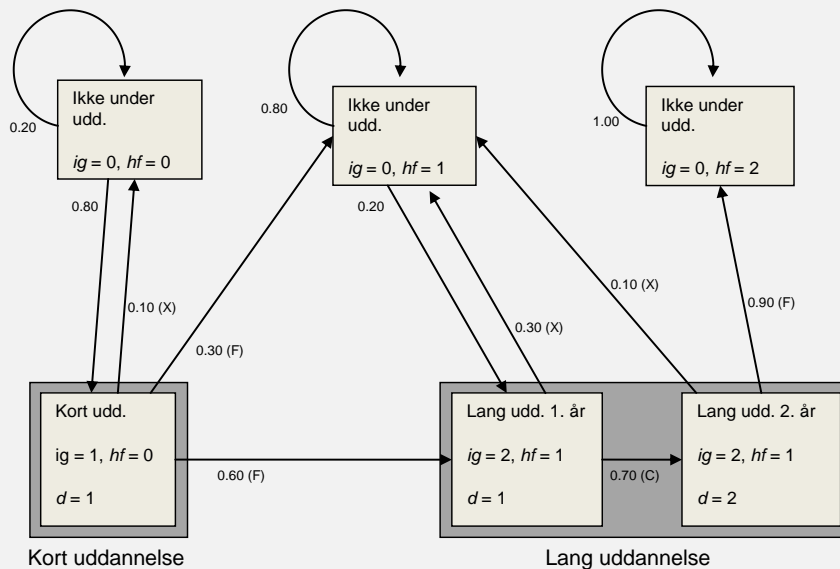 Ikke under
udd.
ig = 0, hf = 0
Ikke under
udd.
ig = 0, hf = 1
Ikke under
udd.
ig = 0, hf = 2
0.20
0.80
1.00
0.80
0.20
0.10 (X)
0.30 (F)
0.30 (X)
0.10 (X)
0.90 (F)
Kort udd.
ig = 1, hf = 0
d = 1
0.60 (F)
Lang udd. 1. år
ig = 2, hf = 1
d = 1
0.70 (C)
Lang udd. 2. år
ig = 2, hf = 1
d = 2
Kort uddannelse
Lang uddannelse